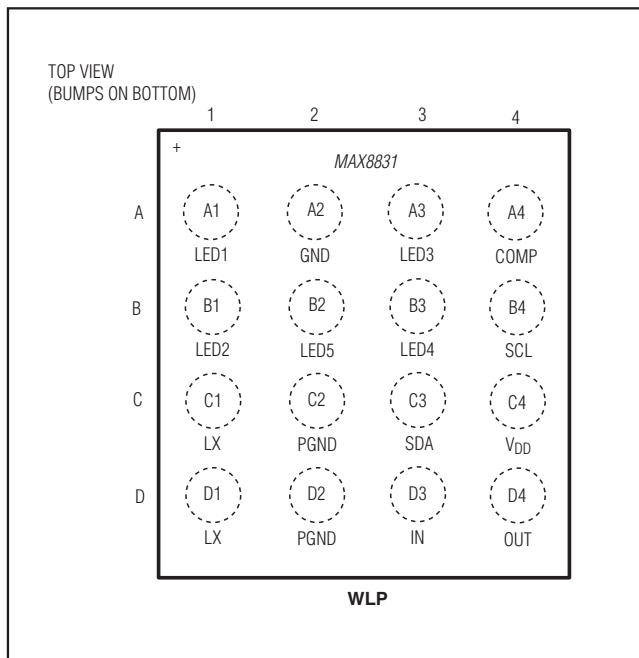 TOP VIEW
(BUMPS ON BOTTOM)
1 2 3 4
+
MAX8831
A A1 A2 A3 A4
LED1 GND LED3 COMP
B B1 B2 B3 B4
LED2 LED5 LED4 SCL
C C1 C2 C3 C4
LX PGND SDA VDD
D D1 D2 D3 D4
LX PGND IN OUT
WLP